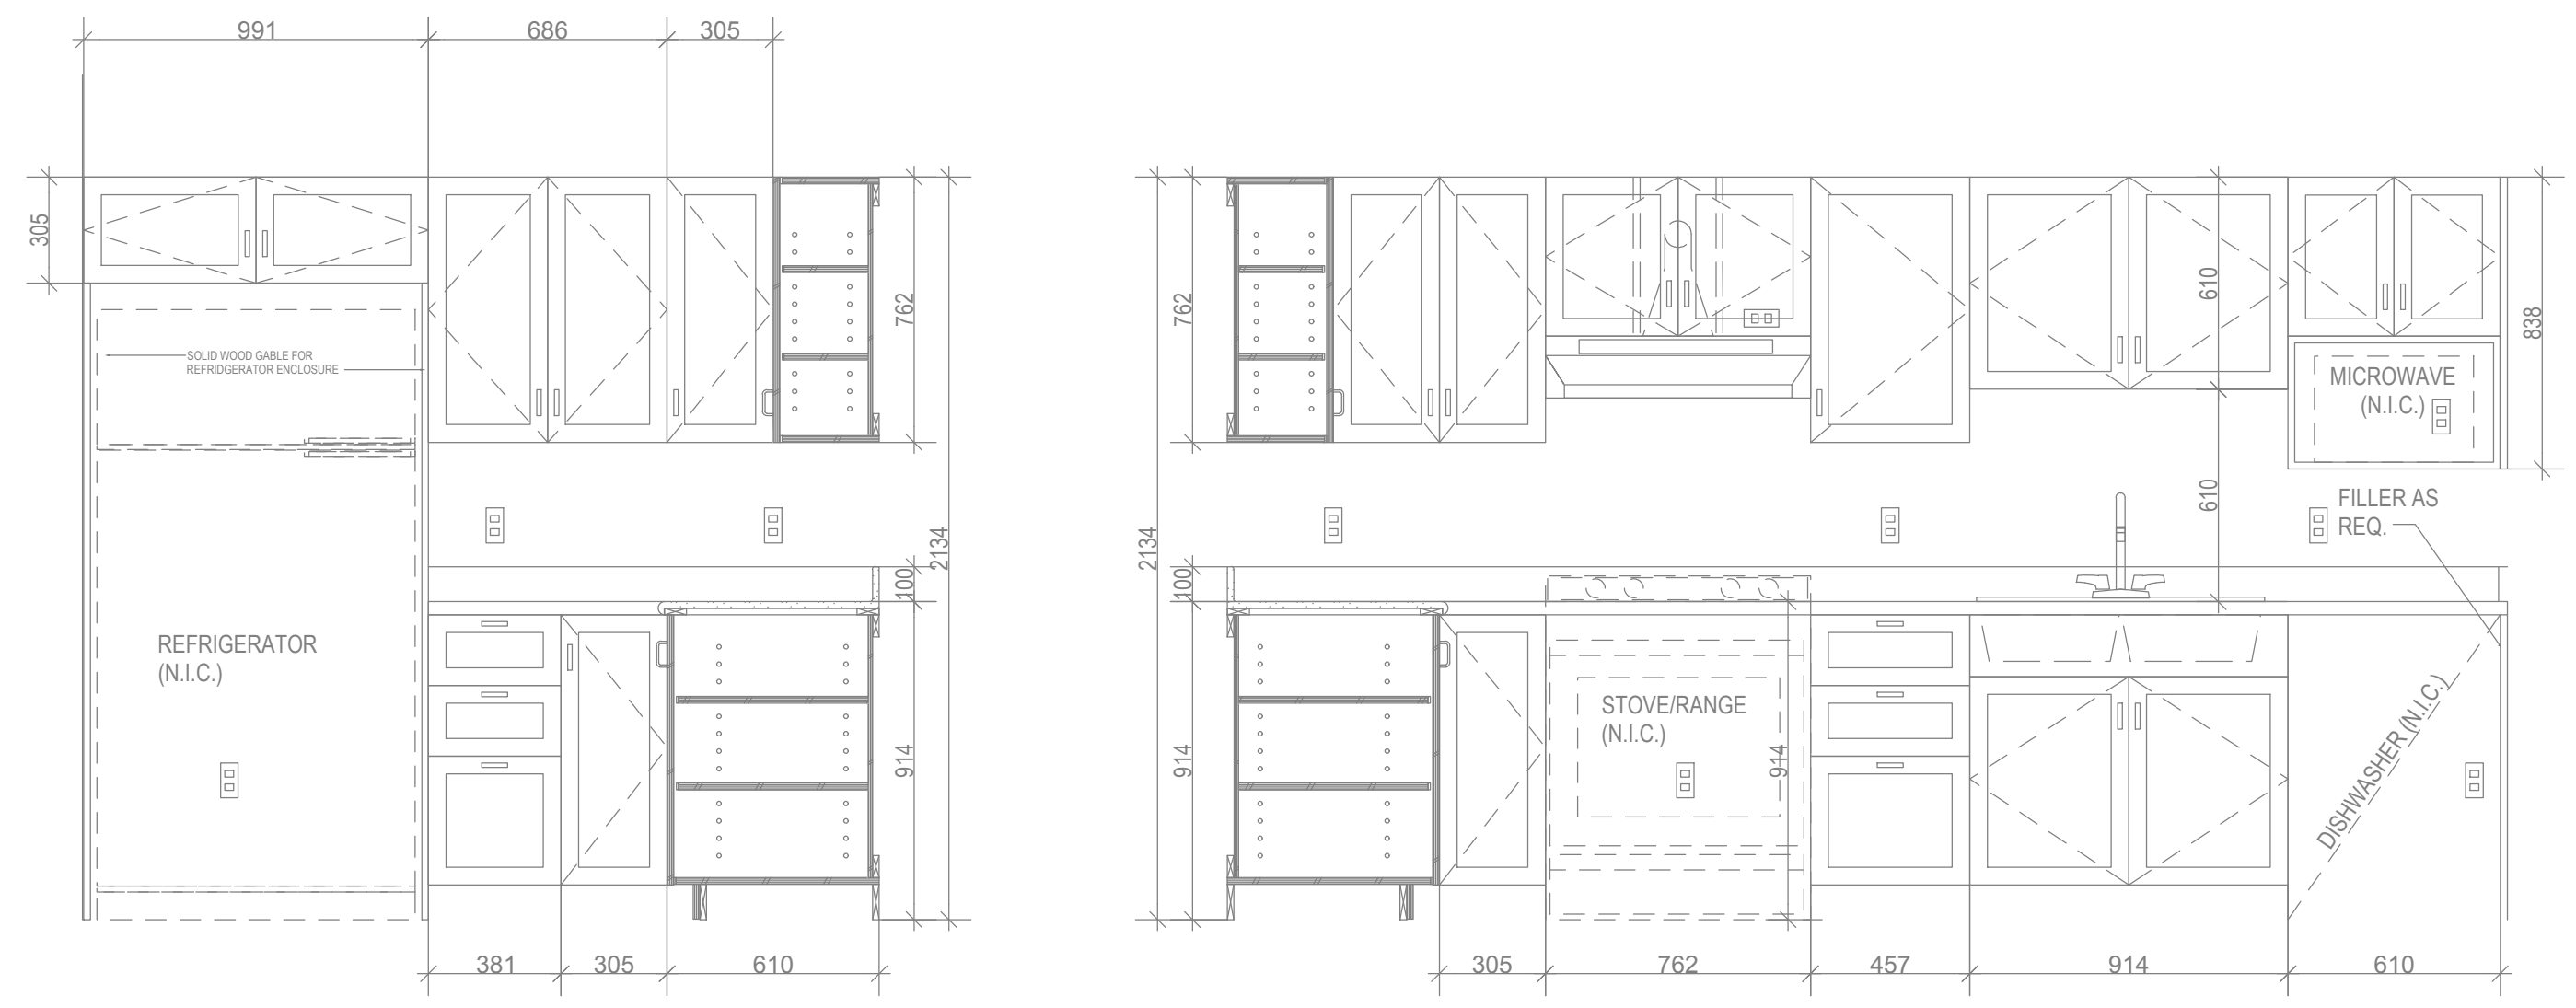 991
686
305
305
762
2134
100
914
SOLID WOOD GABLE FOR
REFRIDGERATOR ENCLOSURE
REFRIGERATOR
(N.I.C.)
381
305
610
2134
762
100
914
610
610
838
MICROWAVE
(N.I.C.)
FILLER AS
REQ.
STOVE/RANGE
(N.I.C.)
914
DISHWASHER (N.I.C.)
305
762
457
914
610